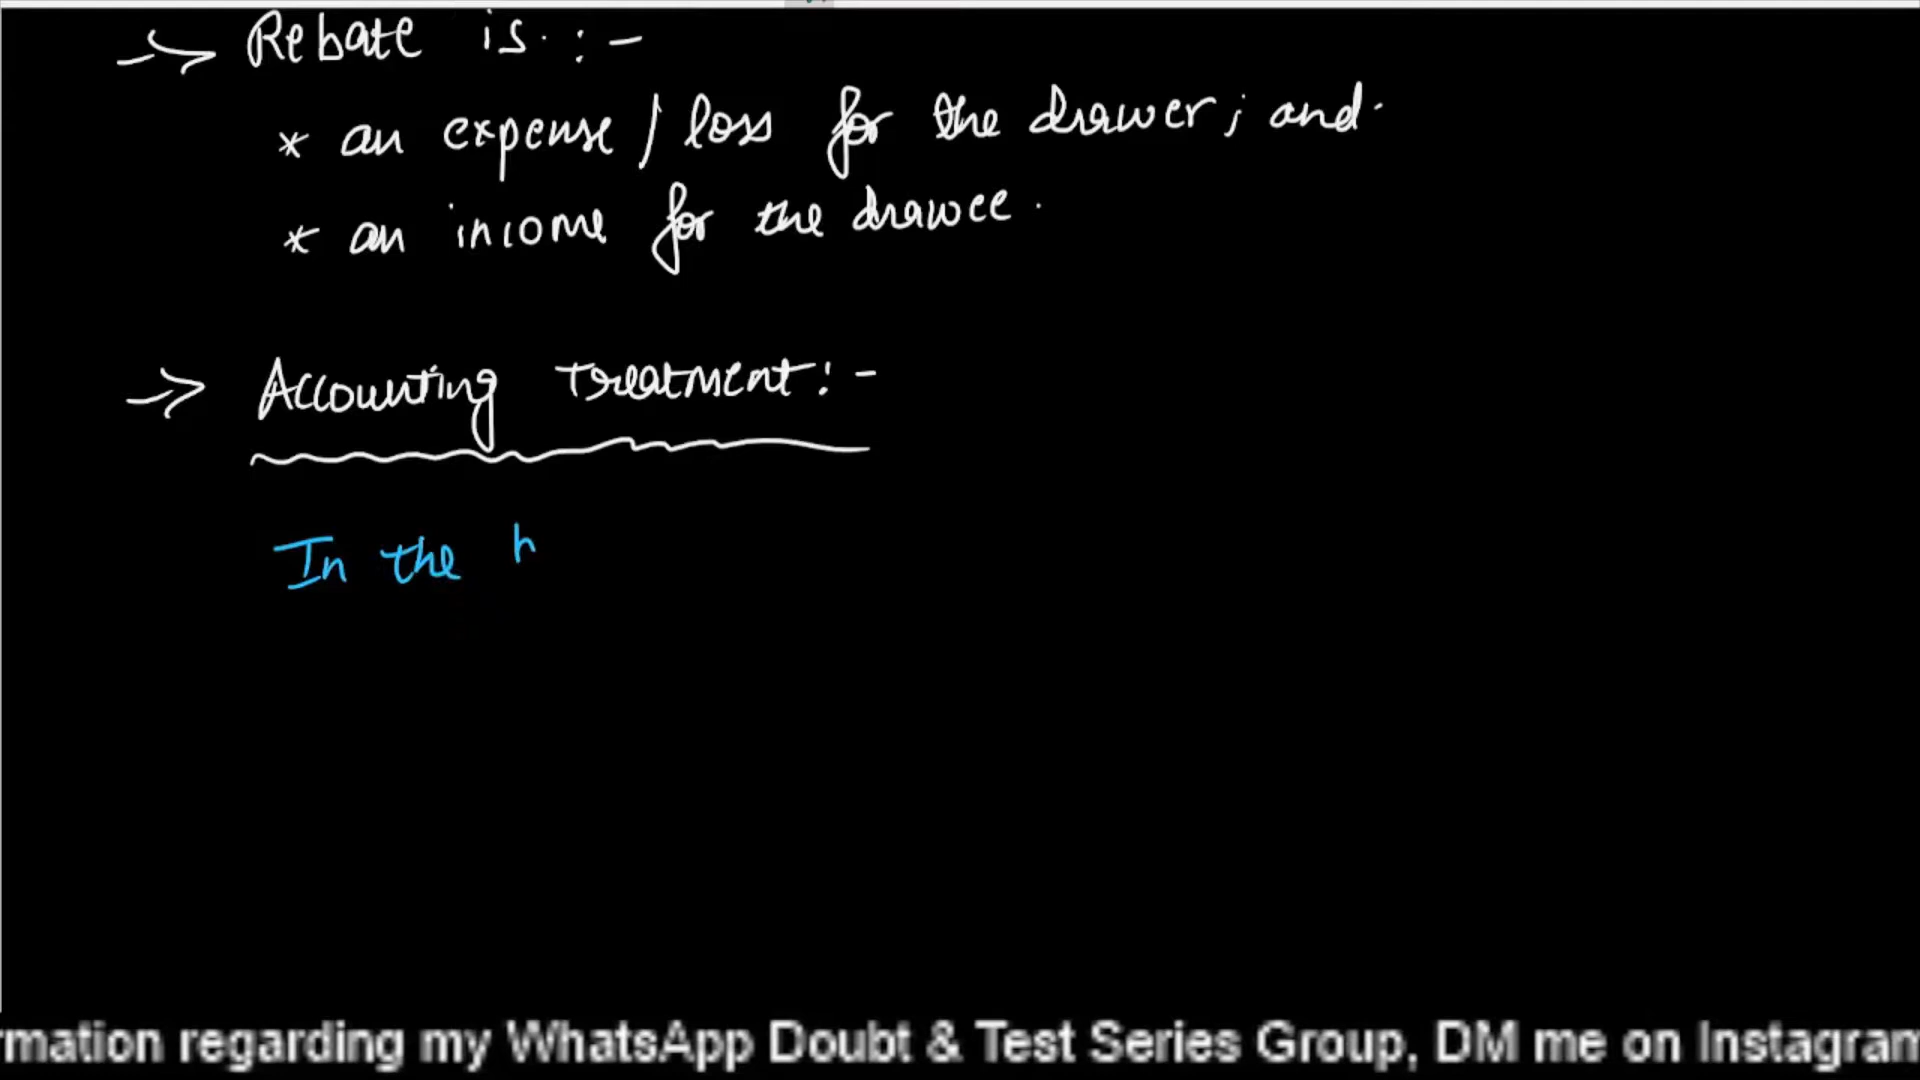 → Rebate is :-
* an expense / loss for the drawer; and
* an income for the drawee.
→ Accounting Treatment:-
In the h
rmation regarding my WhatsApp Doubt & Test Series Group, DM me on Instagram